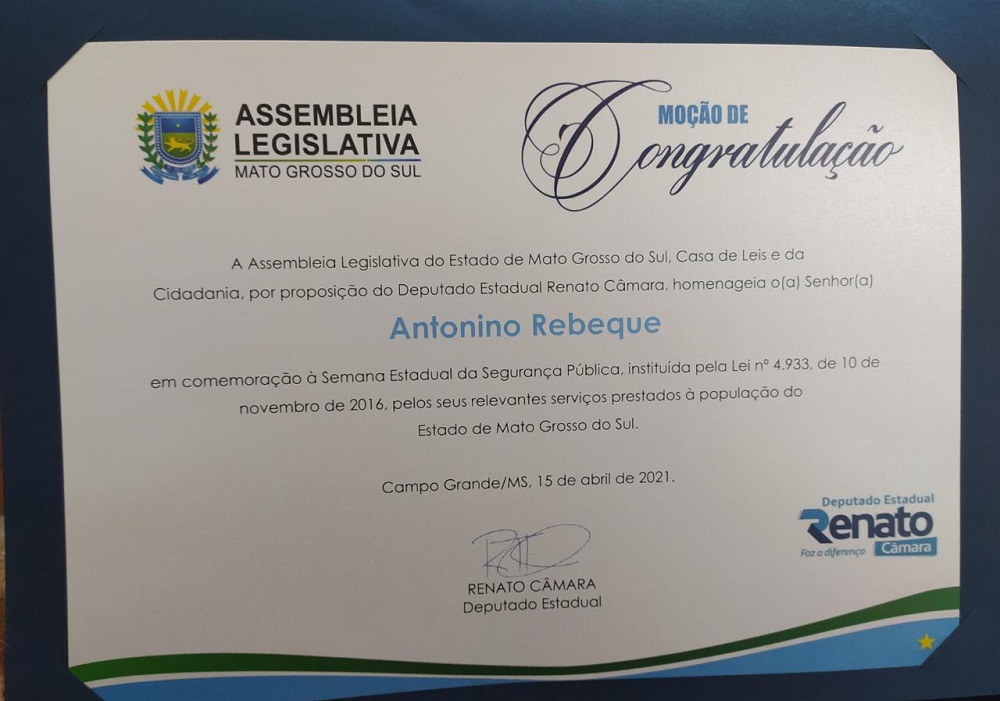 ASSEMBLEIA
LEGISLATIVA
MATO GROSSO DO SUL
MOÇÃO DE
Congratulação
A Assembleia Legislativa do Estado de Mato Grosso do Sul, Casa de Leis e da
Cidadania, por proposição do Deputado Estadual Renato Câmara, homenageia o(a) Senhor(a)
Antonino Rebeque
em comemoração à Semana Estadual da Segurança Pública, instituída pela Lei nº 4.933, de 10 de
novembro de 2016, pelos seus relevantes serviços prestados à população do
Estado de Mato Grosso do Sul.
Campo Grande/MS, 15 de abril de 2021.
Deputado Estadual
Renato
Faz a diferença Câmara
RENATO CÂMARA
Deputado Estadual